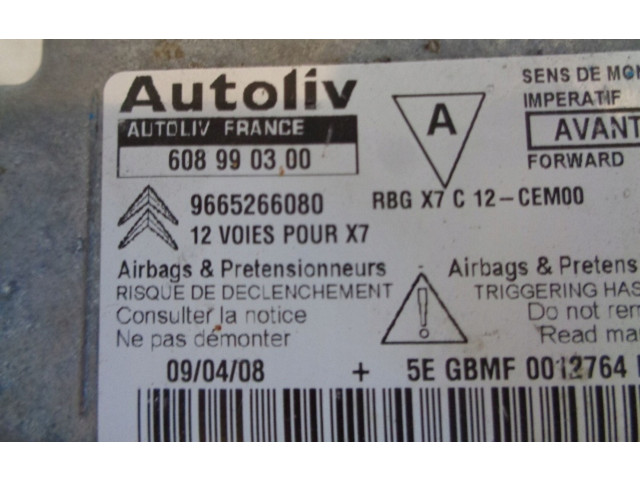 Autoliv
AUTOLIV FRANCE
608 99 03.00
A
SENS DE MON
IMPERATIF
AVANT
FORWARD
9665266080
RBG X7 C 12-CEM00
12 VOIES POUR X7
Airbags & Pretensionneurs
RISQUE DE DECLENCHEMENT
Consulter la notice
Ne pas démonter
!
Airbags & Pretens
TRIGGERING HAS
Do not rem
Read ma
09/04/08 + 5E GBMF 0012764